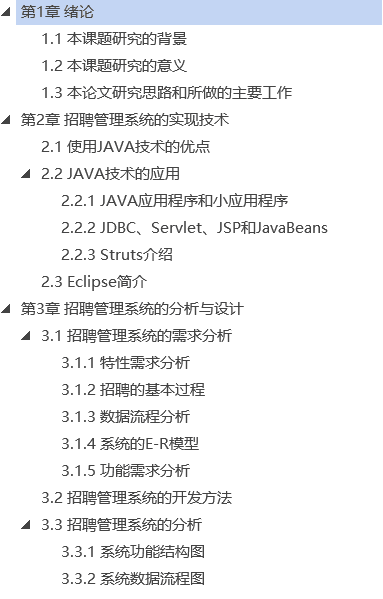 第1章 绪论
1.1 本课题研究的背景
1.2 本课题研究的意义
1.3 本论文研究思路和所做的主要工作
第2章 招聘管理系统的实现技术
2.1 使用JAVA技术的优点
2.2 JAVA技术的应用
2.2.1 JAVA应用程序和小应用程序
2.2.2 JDBC、Servlet、JSP和JavaBeans
2.2.3 Struts介绍
2.3 Eclipse简介
第3章 招聘管理系统的分析与设计
3.1 招聘管理系统的需求分析
3.1.1 特性需求分析
3.1.2 招聘的基本过程
3.1.3 数据流程分析
3.1.4 系统的E-R模型
3.1.5 功能需求分析
3.2 招聘管理系统的开发方法
3.3 招聘管理系统的分析
3.3.1 系统功能结构图
3.3.2 系统数据流程图